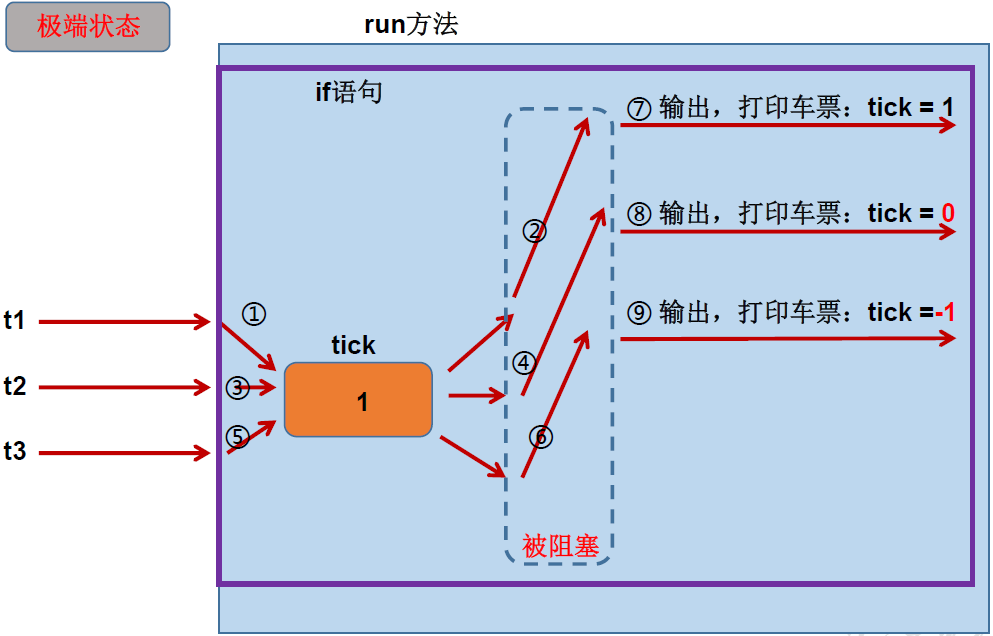 极端状态
run方法
if语句
⑦ 输出，打印车票：tick = 1
②
⑧ 输出，打印车票：tick = 0
t1
①
⑨ 输出，打印车票：tick =-1
tick
t2
③
1
④
t3
⑤
⑥
被阻塞